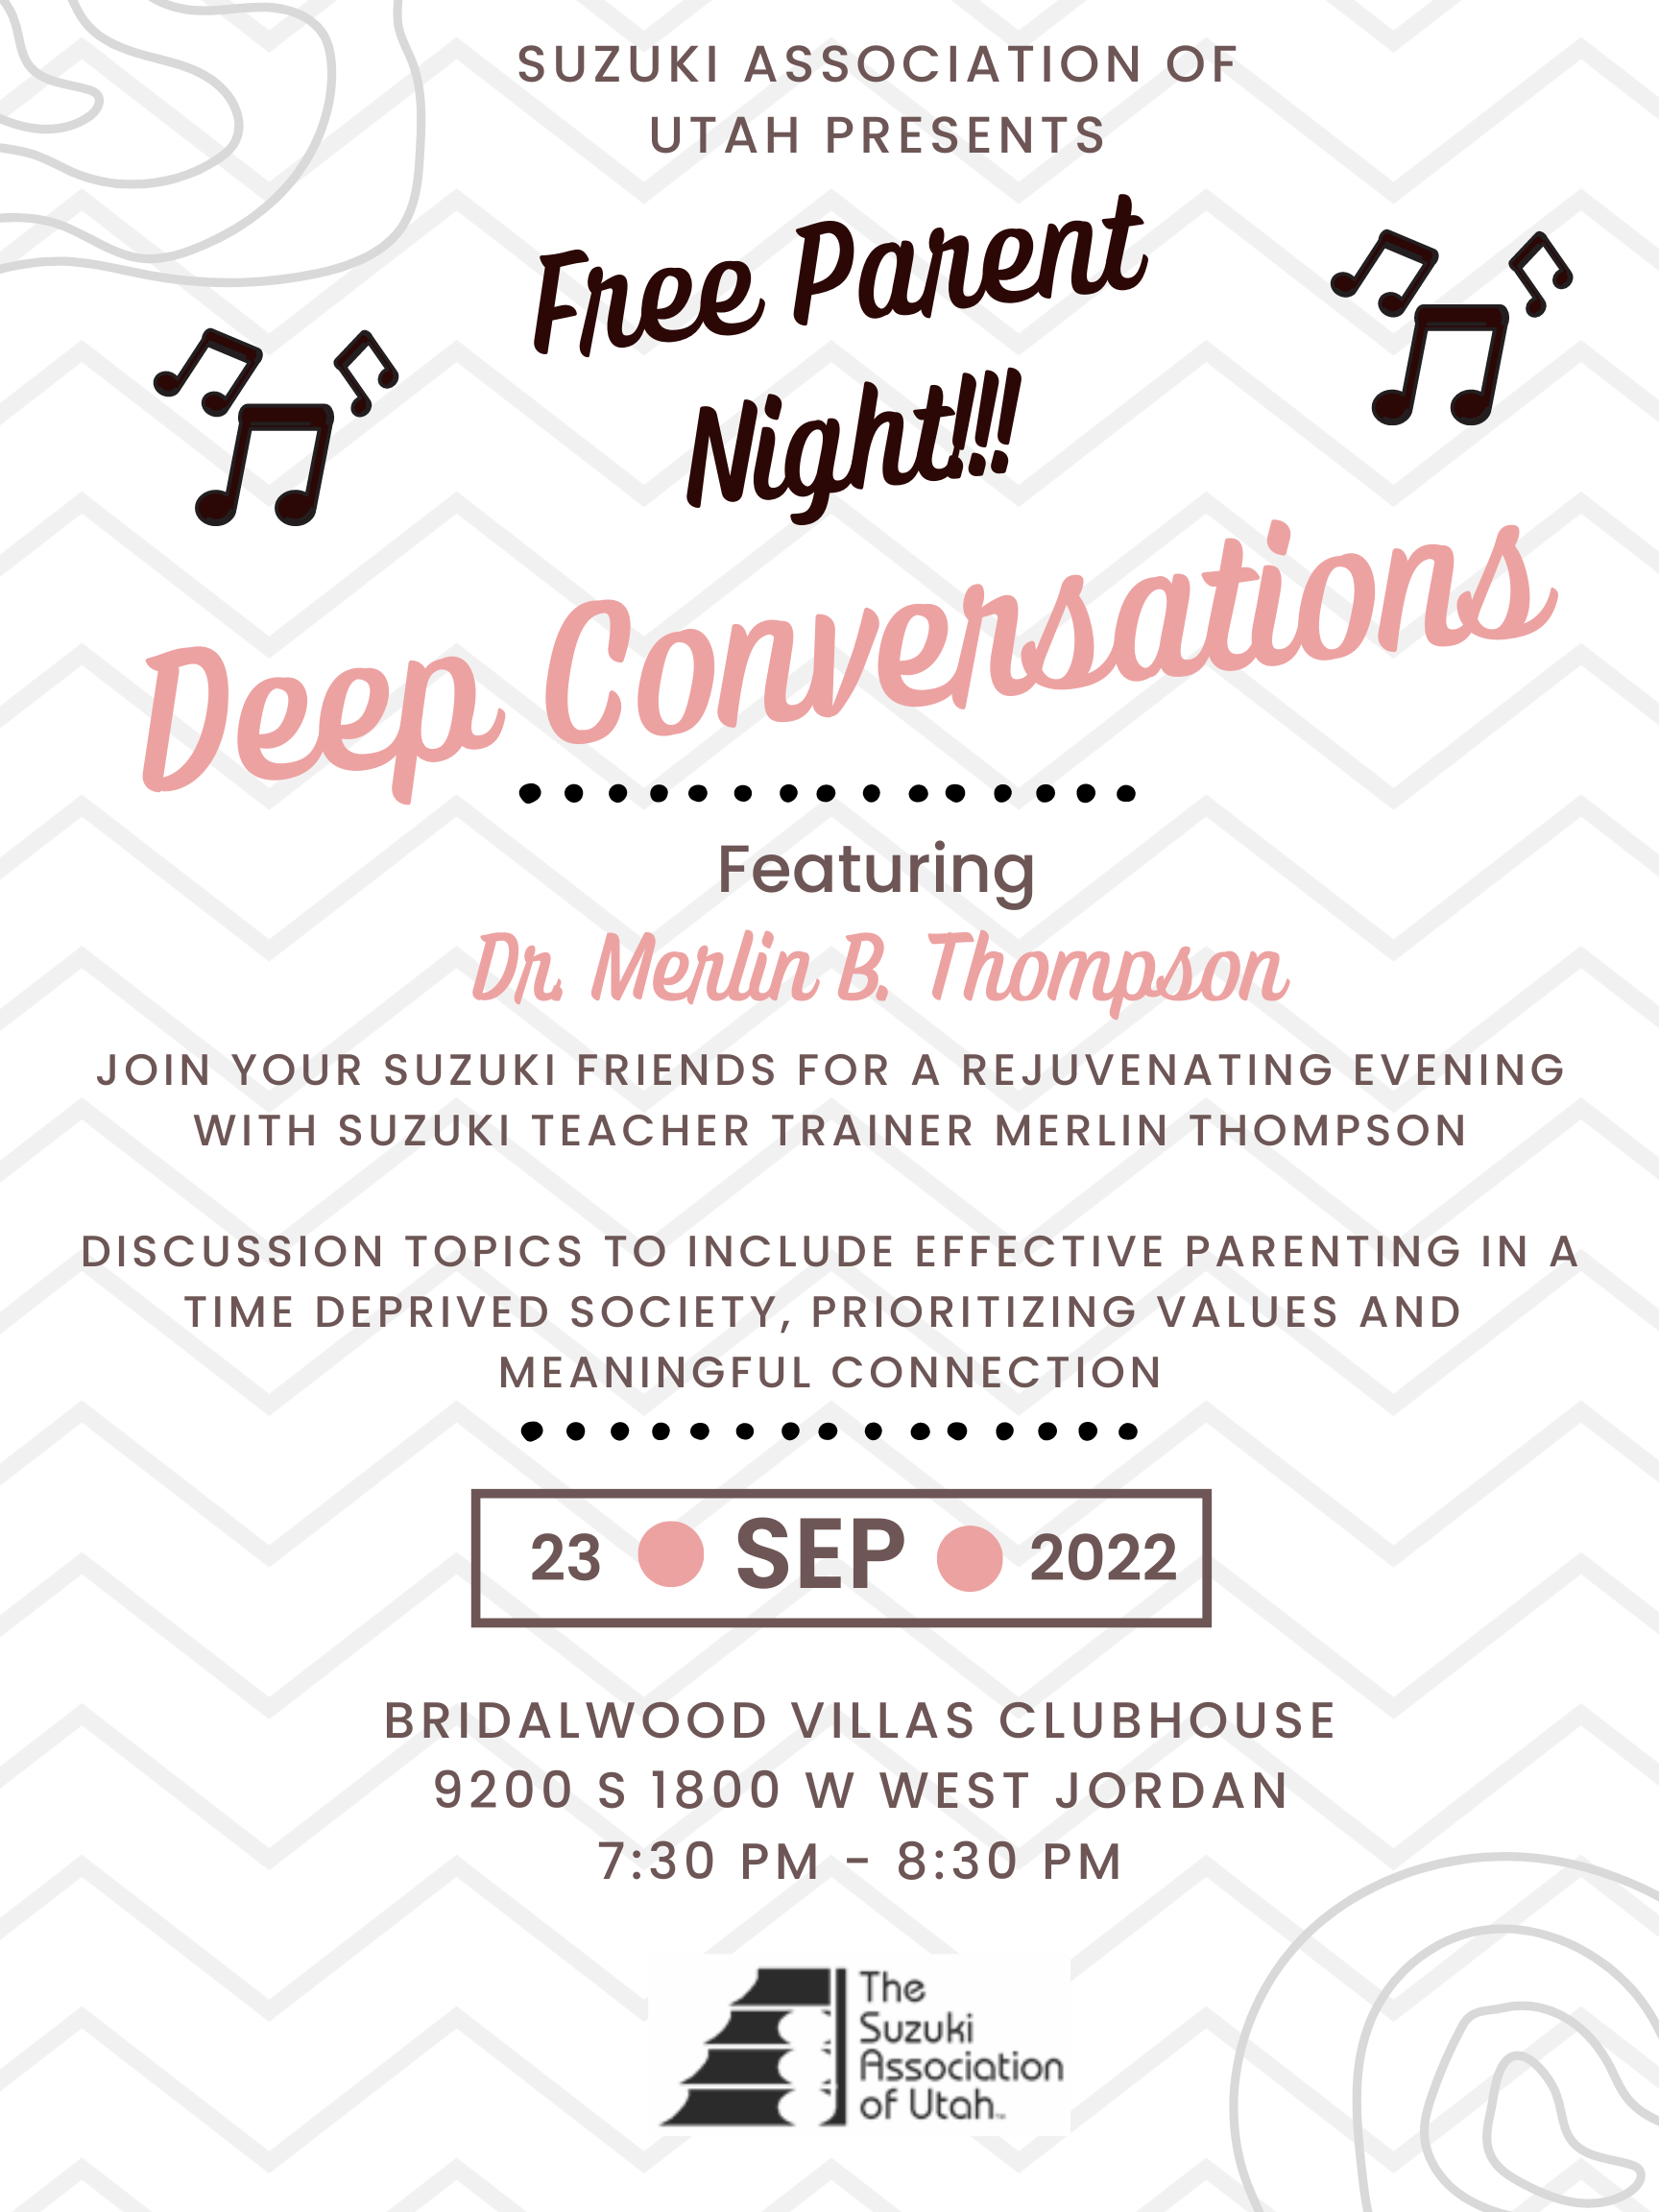 SUZUKI ASSOCIATION OF
UTAH PRESENTS
Free Parent
Night!!!
Deep Conversations
Featuring
Dr. Merlin B. Thompson
JOIN YOUR SUZUKI FRIENDS FOR A REJUVENATING EVENING
WITH SUZUKI TEACHER TRAINER MERLIN THOMPSON
DISCUSSION TOPICS TO INCLUDE EFFECTIVE PARENTING IN A
TIME DEPRIVED SOCIETY, PRIORITIZING VALUES AND
MEANINGFUL CONNECTION
23 SEP 2022
BRIDALWOOD VILLAS CLUBHOUSE
9200 S 1800 W WEST JORDAN
7:30 PM - 8:30 PM
The
Suzuki
Association
of Utah